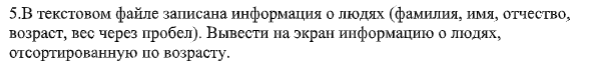 5.В текстовом файле записана информация о людях (фамилия, имя, отчество,
возраст, вес через пробел). Вывести на экран информацию о людях,
отсортированную по возрасту.